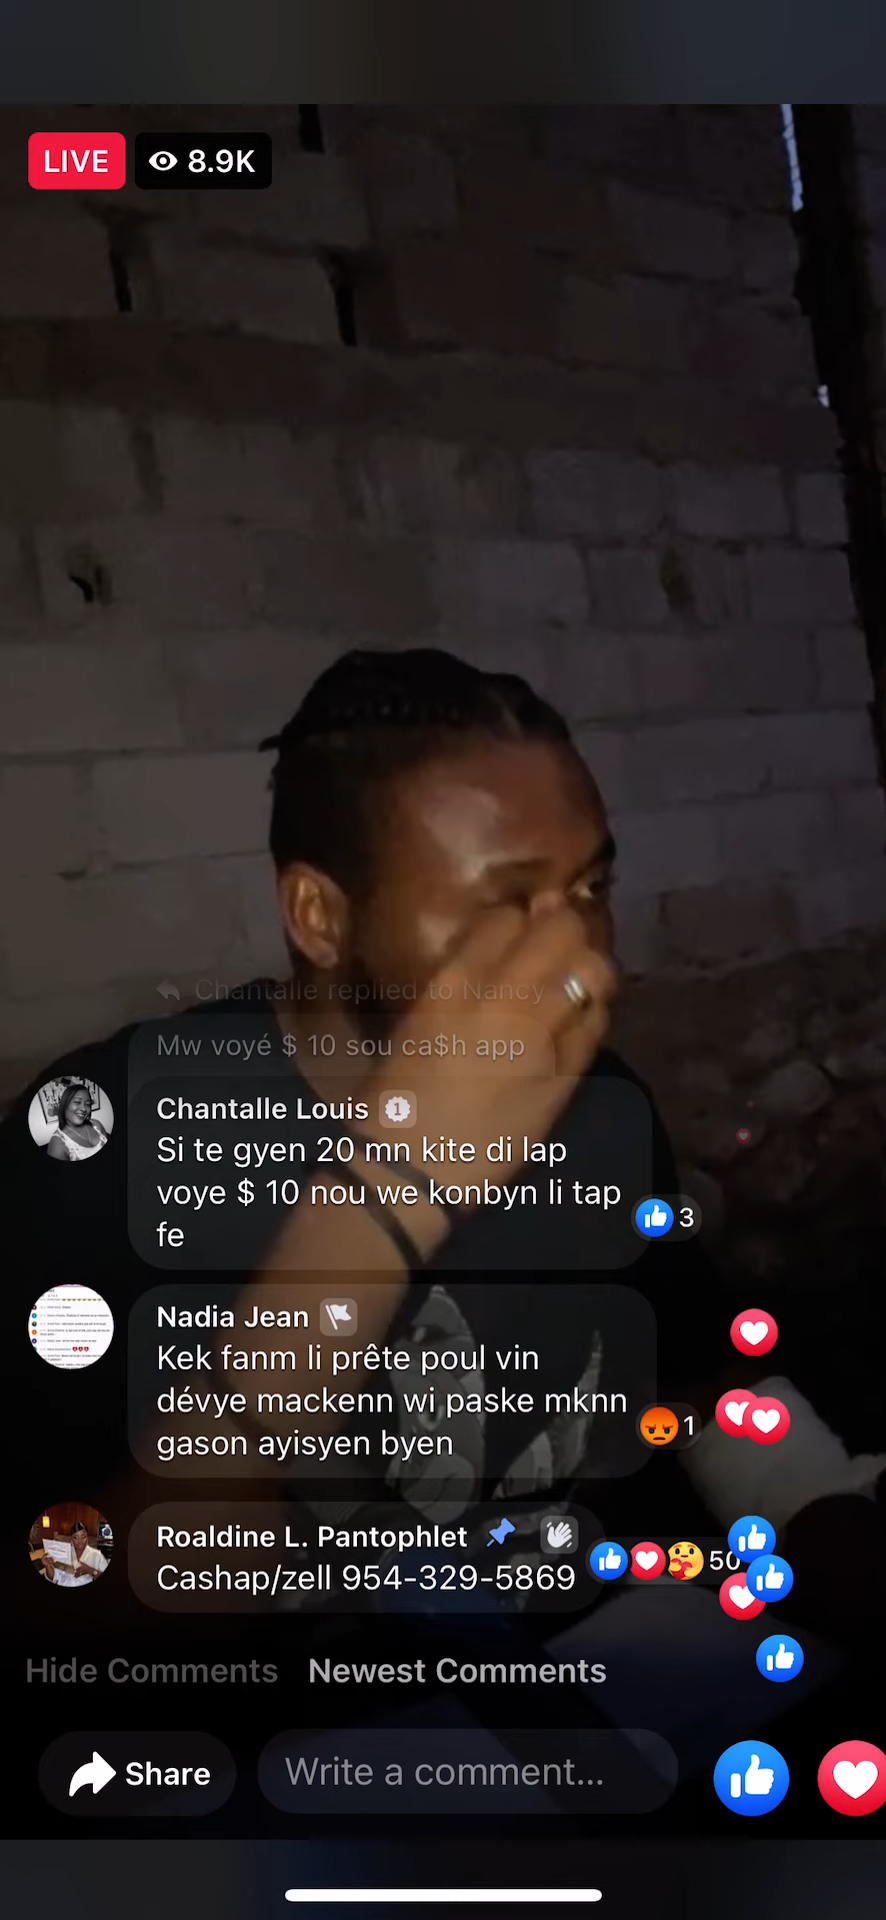 LIVE
8.9K
Chantalle replied to Nancy
Mw voyé $ 10 sou ca$h app
Chantalle Louis
Si te gyen 20 mn kite di lap
voye $ 10 nou we konbyn li tap
fe
3
Nadia Jean
Kek fanm li prête poul vin
dévye mackenn wi paske mknn
gason ayisyen byen
1
Roaldine L. Pantophlet
Cashap/zell 954-329-5869
50
Hide Comments Newest Comments
Share
Write a comment...